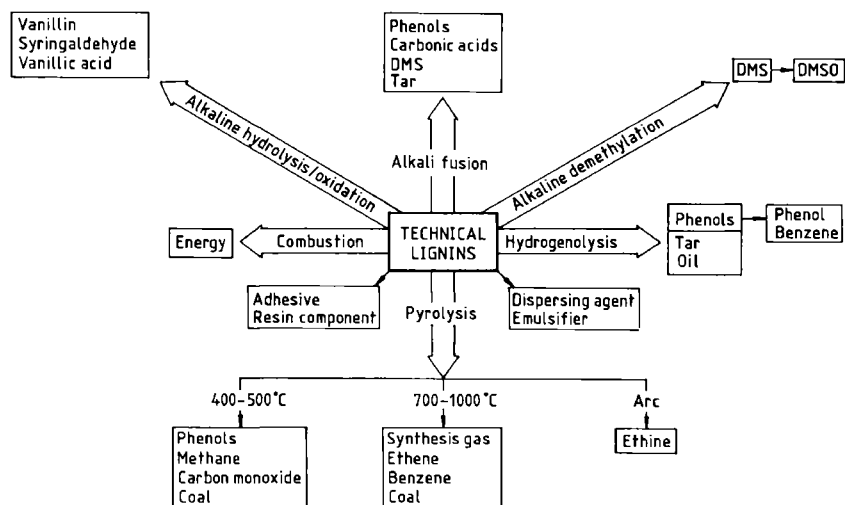 Vanillin
Syringaldehyde
Vanillic acid
Phenols
Carbonic acids
DMS
Tar
DMS
DMSO
Alkaline hydrolysis/oxidation
Alkali fusion
Alkaline demethylation
Energy
Combustion
TECHNICAL
LIGNINS
Hydrogenolysis
Phenols
Tar
Oil
Phenol
Benzene
Adhesive
Resin component
Pyrolysis
Dispersing agent
Emulsifier
400-500°C
700-1000°C
Arc
Phenols
Methane
Carbon monoxide
Coal
Synthesis gas
Ethene
Benzene
Coal
Ethine